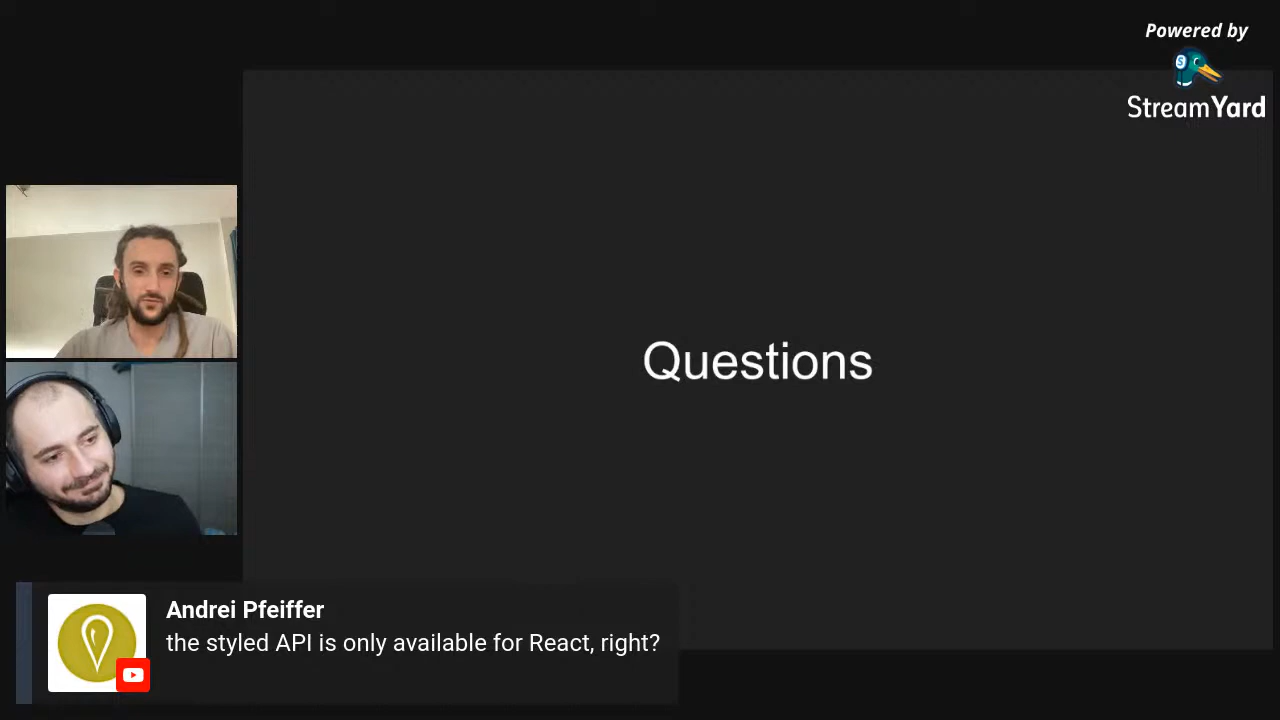 Powered by
StreamYard
Questions
Andrei Pfeiffer
the styled API is only available for React, right?